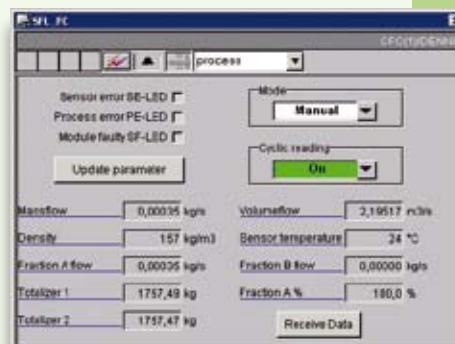 SFL_FC
process
Sensor error SE-LED
Process error PE-LED
Module faulty SF-LED
Update parameter
Mode
Manual
Cyclic reading
On
Massflow 0,00035 kg/s Volumeflow 2,19517 m3/s
Density 157 kg/m3 Sensor temperature 24 °C
Fraction A flow 0,00035 kg/s Fraction B flow 0,00000 kg/s
Totalizer 1 1757,49 kg Fraction A % 100,0 %
Totalizer 2 1757,47 kg Receive Data